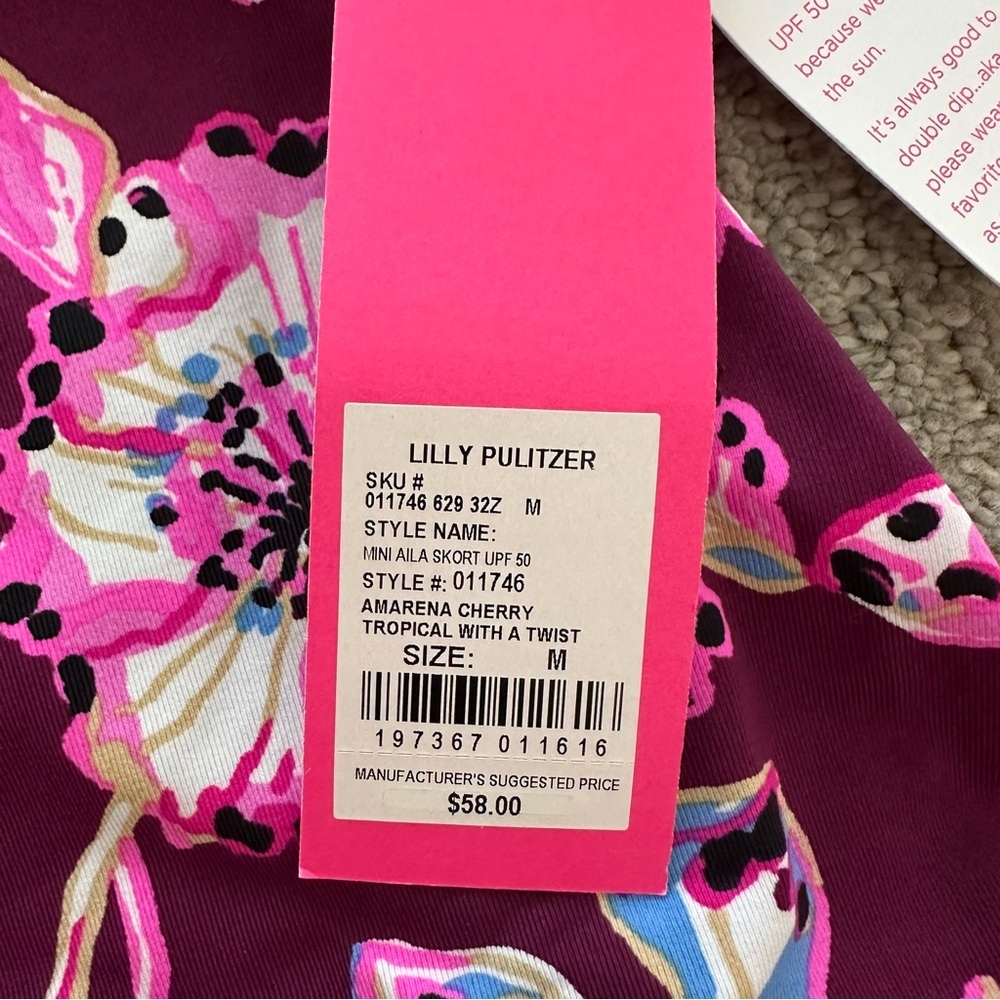 UPF 50
because we
the sun.
It's always good to
double dip...aka
please wear
favorite
as
LILLY PULITZER
SKU #
011746 629 32Z M
STYLE NAME:
MINI AILA SKORT UPF 50
STYLE #: 011746
AMARENA CHERRY
TROPICAL WITH A TWIST
SIZE: M
197367 011616
MANUFACTURER'S SUGGESTED PRICE
$58.00